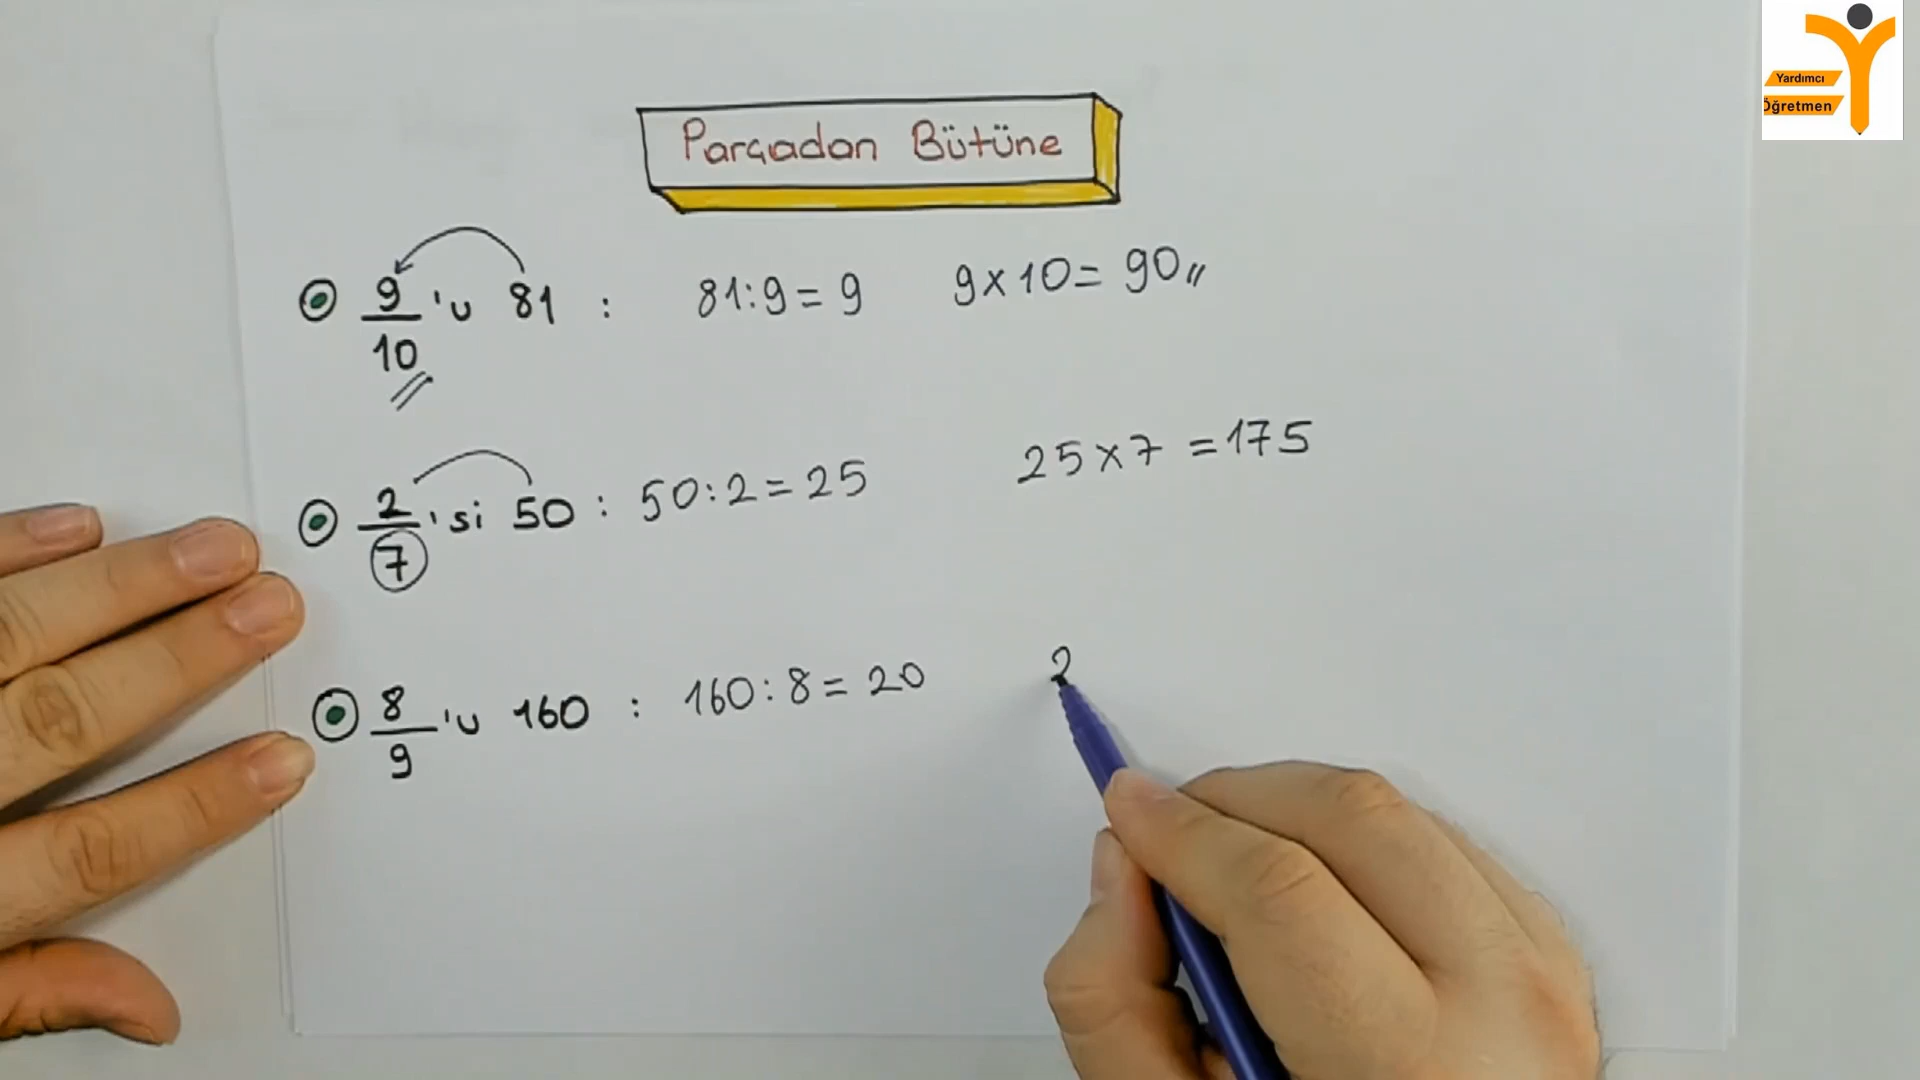 Yardımcı
Öğretmen
Parçadan Bütüne
9/10 'u 81 : 81:9=9 9x10=90
2/7 'si 50 : 50:2=25 25x7=175
8/9 'u 160 : 160:8=20 2